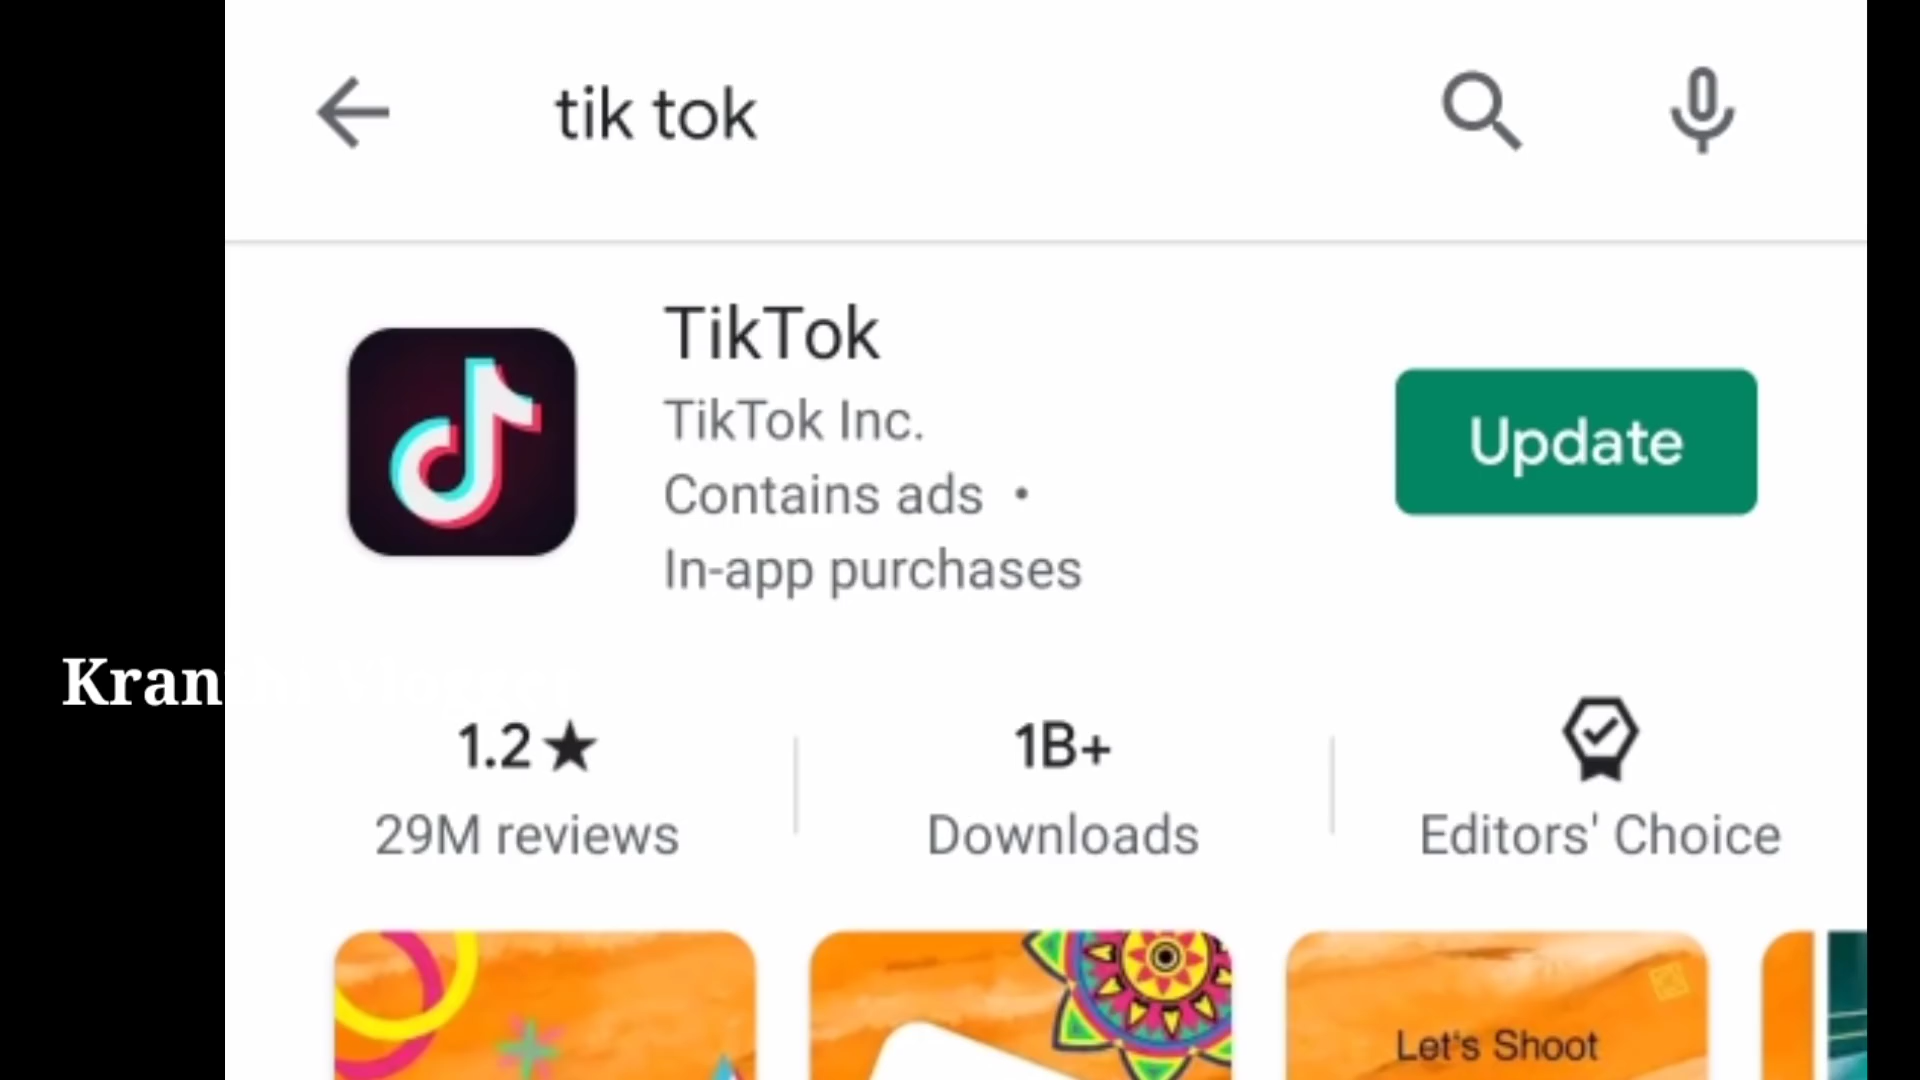 tik tok
TikTok
TikTok Inc.
Update
Contains ads •
In-app purchases
Kran
1.2★
29M reviews
1B+
Downloads
Editors' Choice
Let's Shoot